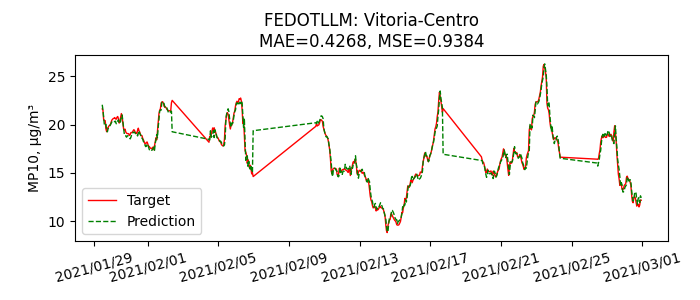 FEDOTLLM: Vitoria-Centro
MAE=0.4268, MSE=0.9384
MP10, µg/m³
25
20
15
10
Target
Prediction
2021/01/29
2021/02/01
2021/02/05
2021/02/09
2021/02/13
2021/02/17
2021/02/21
2021/02/25
2021/03/01